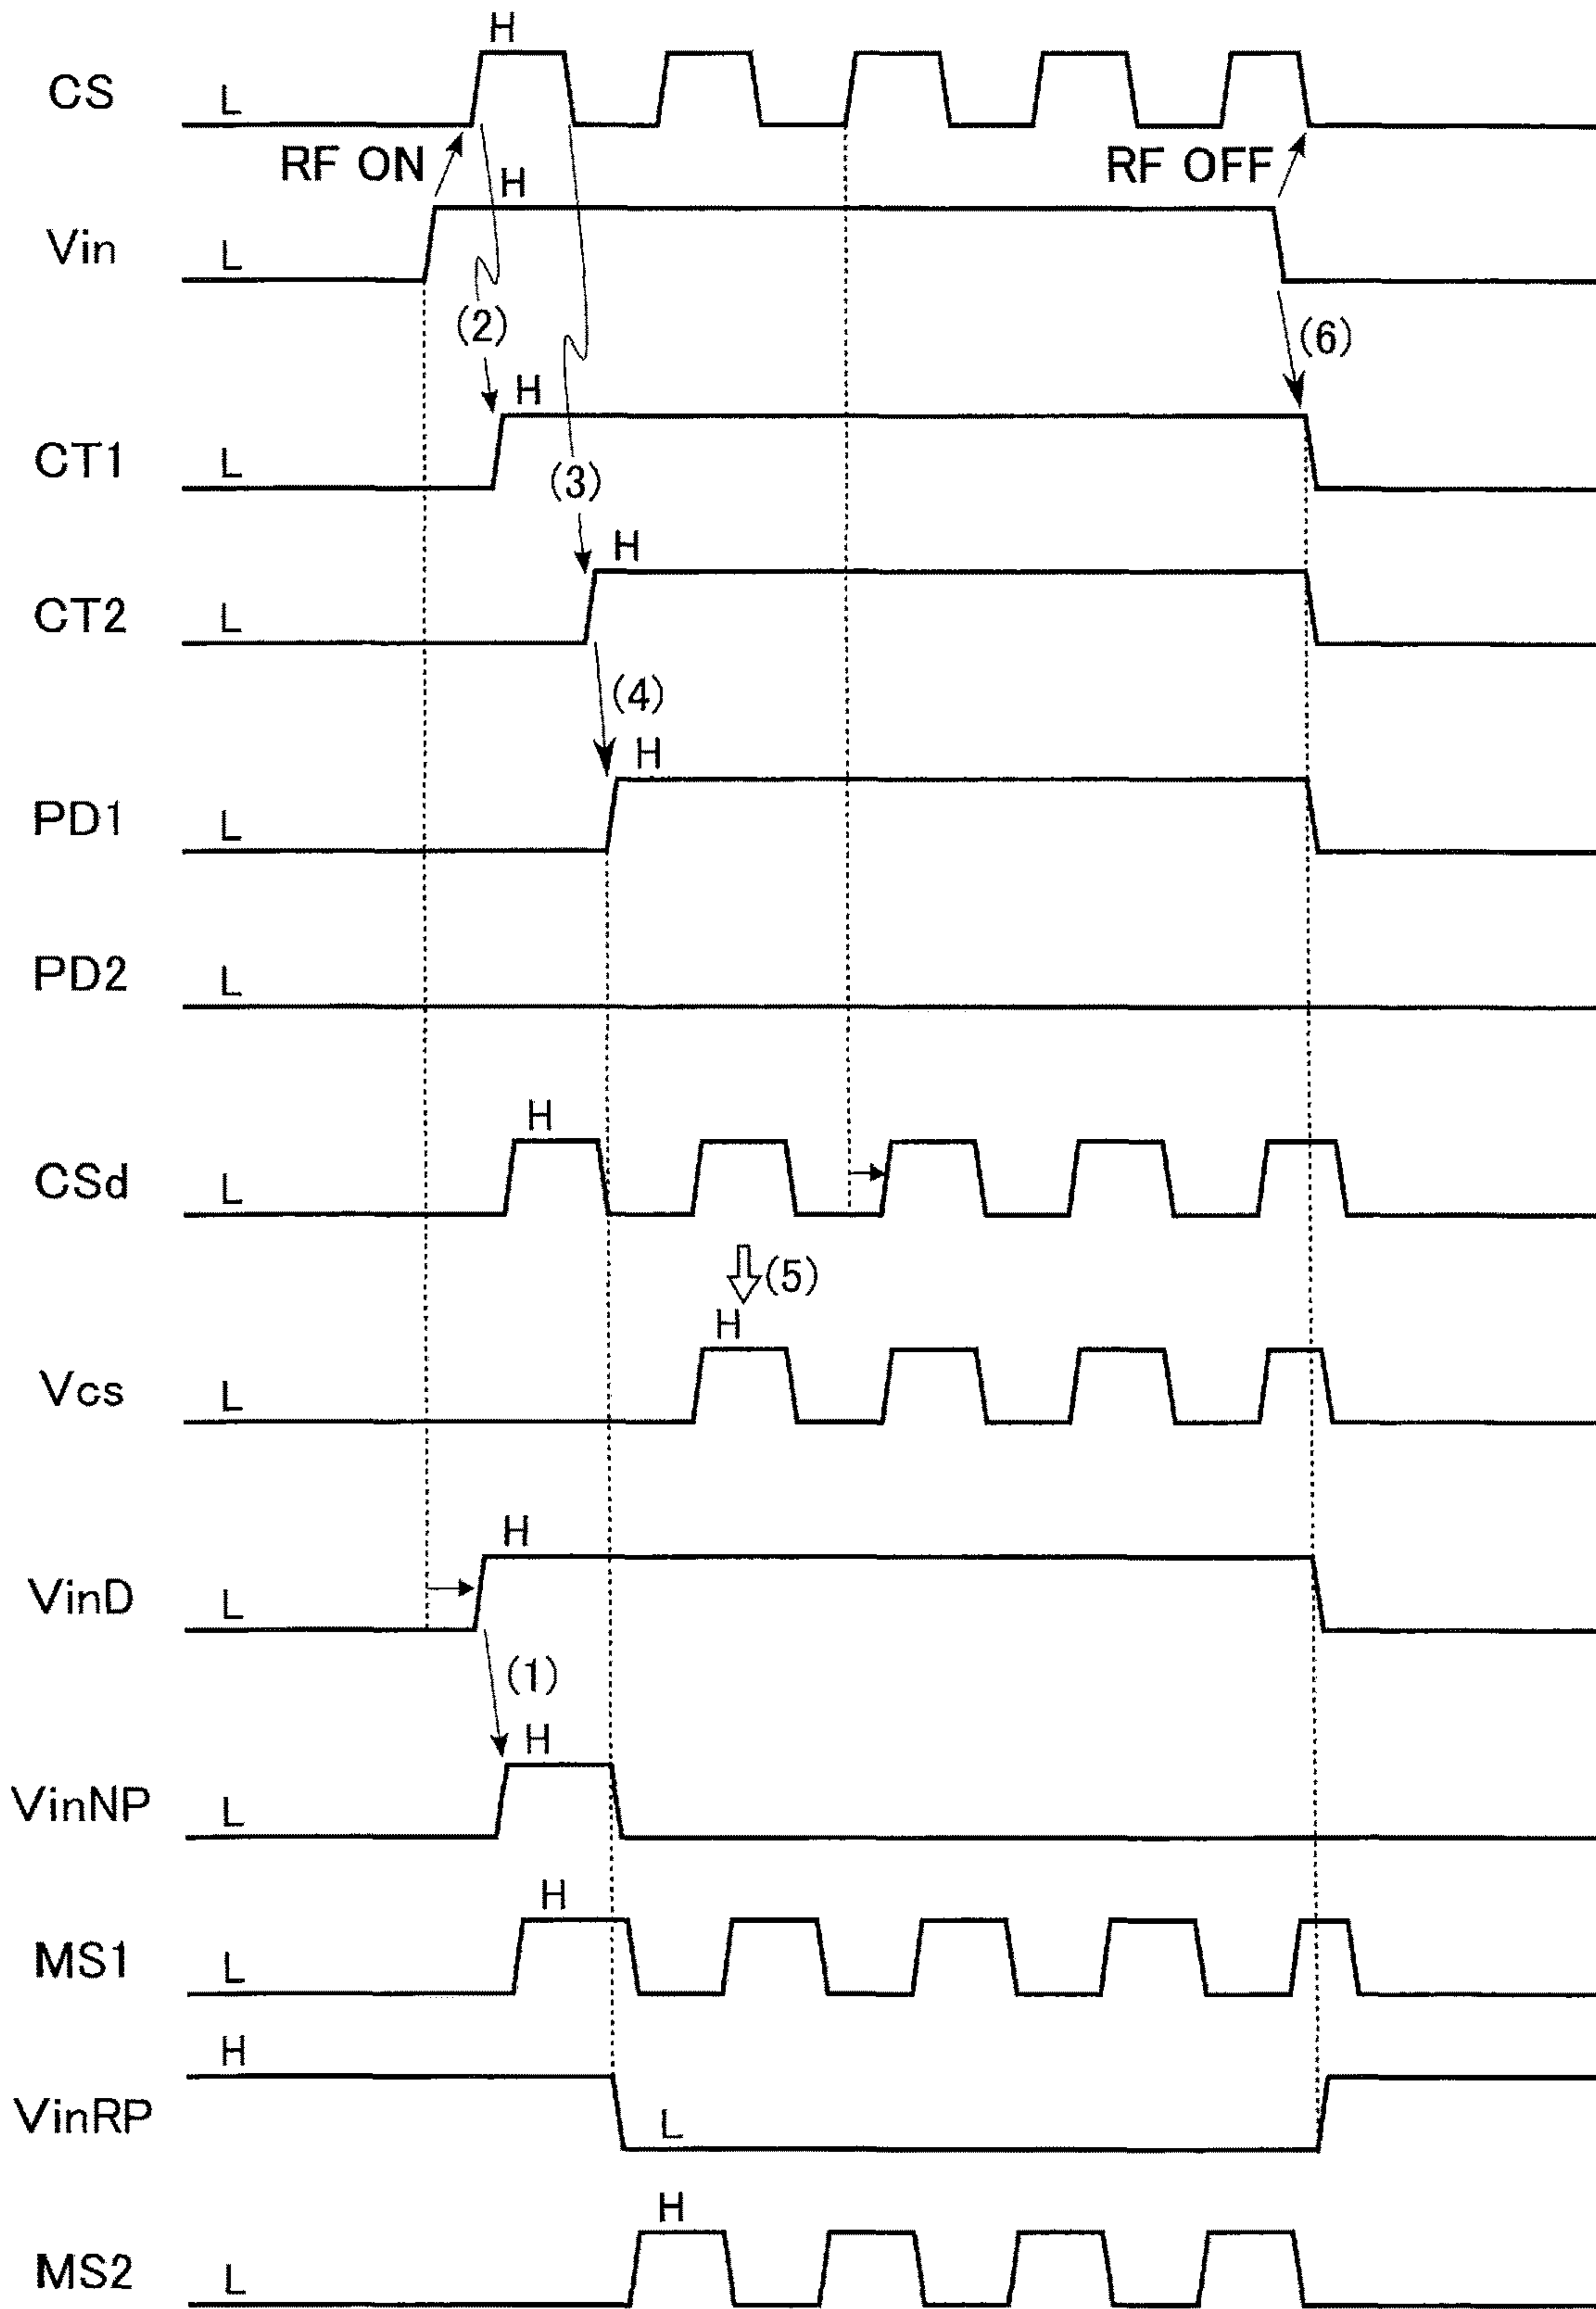 H
CS L
RF ON H RF OFF
Vin L
(2) (6)
H
CT1 L
(3)
H
CT2 L
(4)
H
PD1 L
PD2 L
H
CSd L
(5)
H
Vcs L
H
VinD L
(1)
H
VinNP L
H
MS1 L
H
VinRP L
H
MS2 L